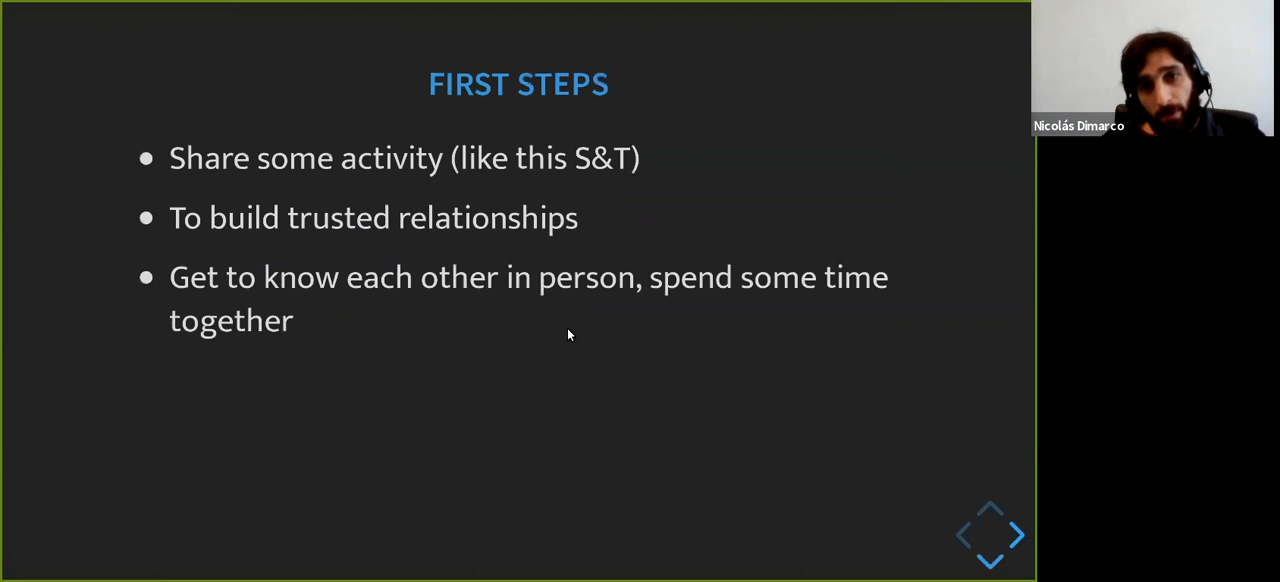 FIRST STEPS
Share some activity (like this S&T)
To build trusted relationships
Get to know each other in person, spend some time
together
Nicolás Dimarco